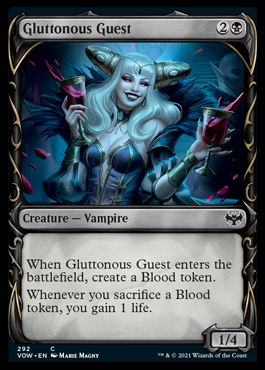 Gluttonous Guest 2
Creature — Vampire
When Gluttonous Guest enters the
battlefield, create a Blood token.
Whenever you sacrifice a Blood
token, you gain 1 life.
1/4
292 C
VOW • EN MARIE MAGNY
™ & © 2021 Wizards of the Coast